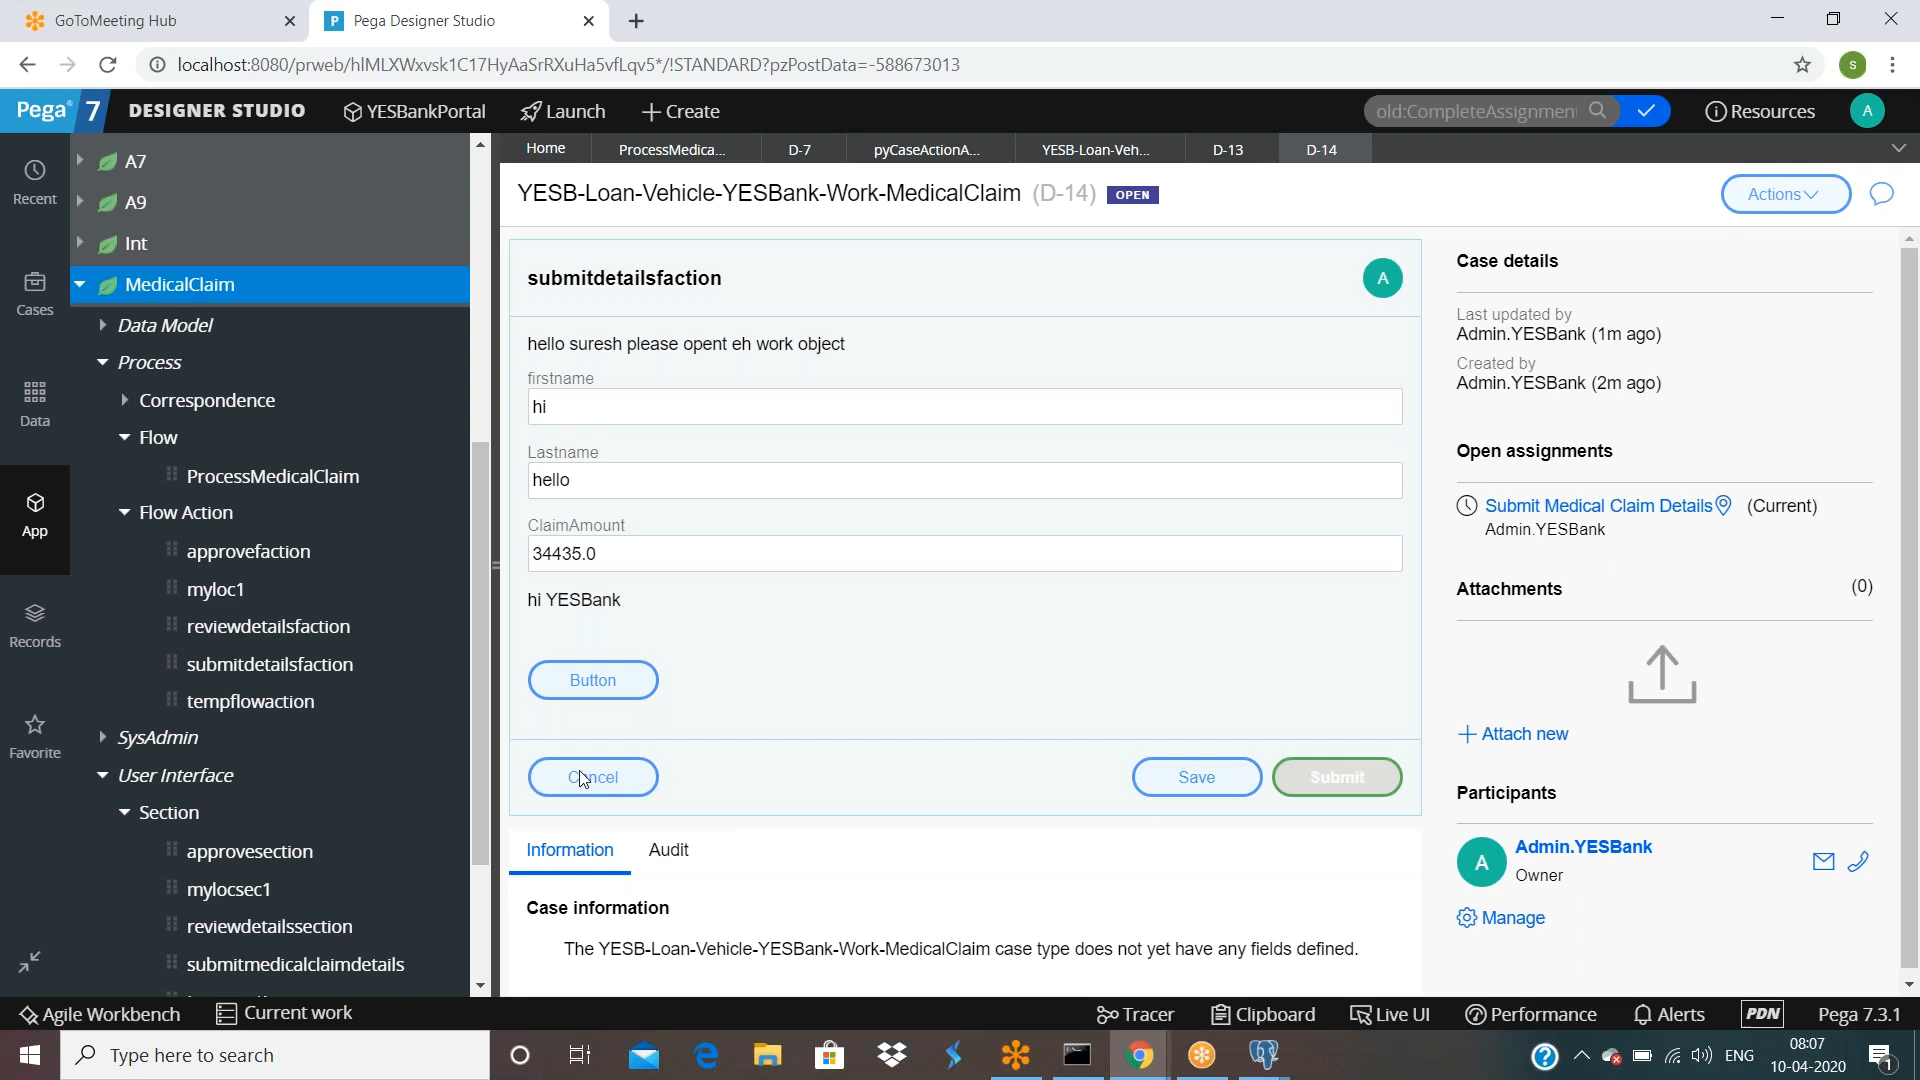 GoToMeeting Hub
Pega Designer Studio
localhost:8080/prweb/hIMLXWxvsk1C17HyAaSrRXuHa5vfLqv5*/!STANDARD?pzPostData=-588673013
S
Pega 7 DESIGNER STUDIO YESBankPortal Launch Create old:CompleteAssignment Resources A
Home ProcessMedica... D-7 pyCaseActionA... YESB-Loan-Veh... D-13 D-14
Recent
Cases
Data
App
Records
Favorite
A7
A9
Int
MedicalClaim
Data Model
Process
Correspondence
Flow
ProcessMedicalClaim
Flow Action
approvefaction
myloc1
reviewdetailsfaction
submitdetailsfaction
tempflowaction
SysAdmin
User Interface
Section
approvesection
mylocsec1
reviewdetailssection
submitmedicalclaimdetails
YESB-Loan-Vehicle-YESBank-Work-MedicalClaim (D-14) OPEN
Actions
submitdetailsfaction A
hello suresh please opent eh work object
firstname
hi
Lastname
hello
ClaimAmount
34435.0
hi YESBank
Button
Cancel Save Submit
Information Audit
Case information
The YESB-Loan-Vehicle-YESBank-Work-MedicalClaim case type does not yet have any fields defined.
Case details
Last updated by
Admin.YESBank (1m ago)
Created by
Admin.YESBank (2m ago)
Open assignments
Submit Medical Claim Details (Current)
Admin.YESBank
Attachments (0)
Attach new
Participants
A Admin.YESBank
Owner
Manage
Agile Workbench Current work Tracer Clipboard Live UI Performance Alerts PDN Pega 7.3.1
Type here to search
ENG
08:07
10-04-2020
1